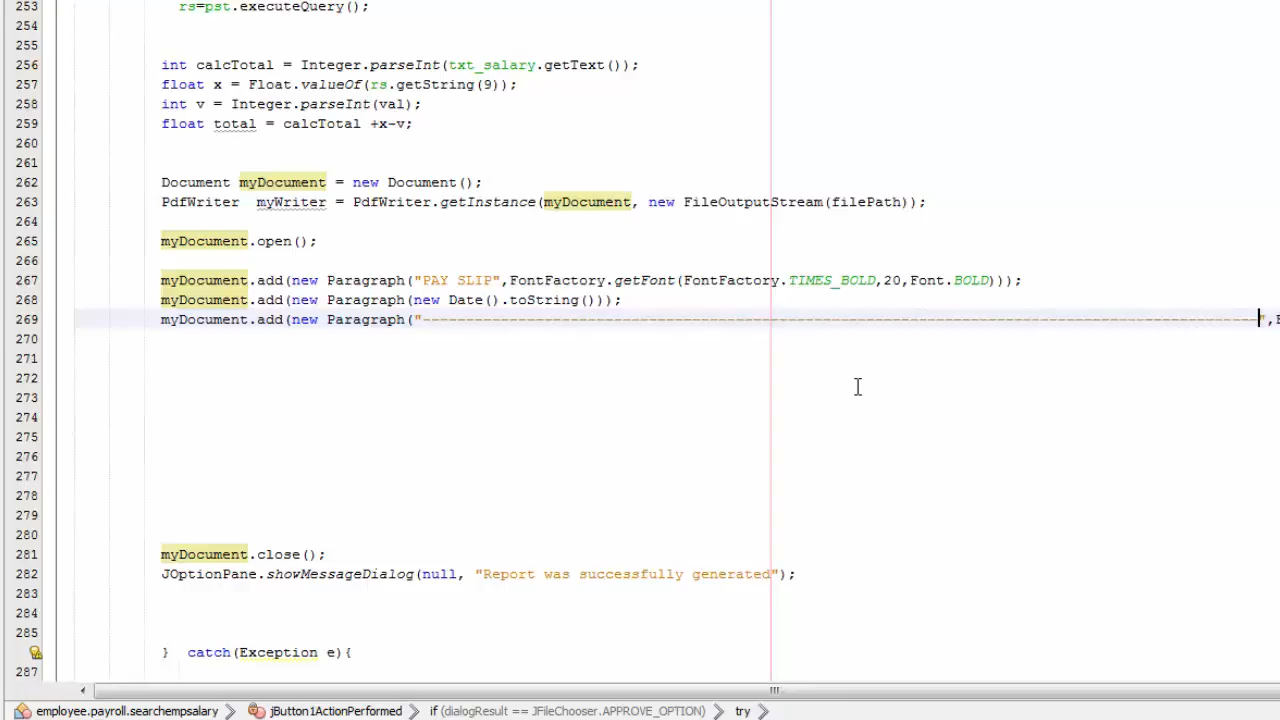 253 rs=pst.executeQuery();
254
255
256 int calcTotal = Integer.parseInt(txt_salary.getText());
257 float x = Float.valueOf(rs.getString(9));
258 int v = Integer.parseInt(val);
259 float total = calcTotal +x-v;
260
261
262 Document myDocument = new Document();
263 PdfWriter  myWriter = PdfWriter.getInstance(myDocument, new FileOutputStream(filePath));
264
265 myDocument.open();
266
267 myDocument.add(new Paragraph("PAY SLIP",FontFactory.getFont(FontFactory.TIMES_BOLD,20,Font.BOLD)));
268 myDocument.add(new Paragraph(new Date().toString()));
269 myDocument.add(new Paragraph("------------------------------------------------------------------------------------------------",
270
271
272
273
274
275
276
277
278
279
280
281 myDocument.close();
282 JOptionPane.showMessageDialog(null, "Report was successfully generated");
283
284
285
} catch(Exception e){
287
employee.payroll.searchempsalary jButton1ActionPerformed if (dialogResult == JFileChooser.APPROVE_OPTION) try